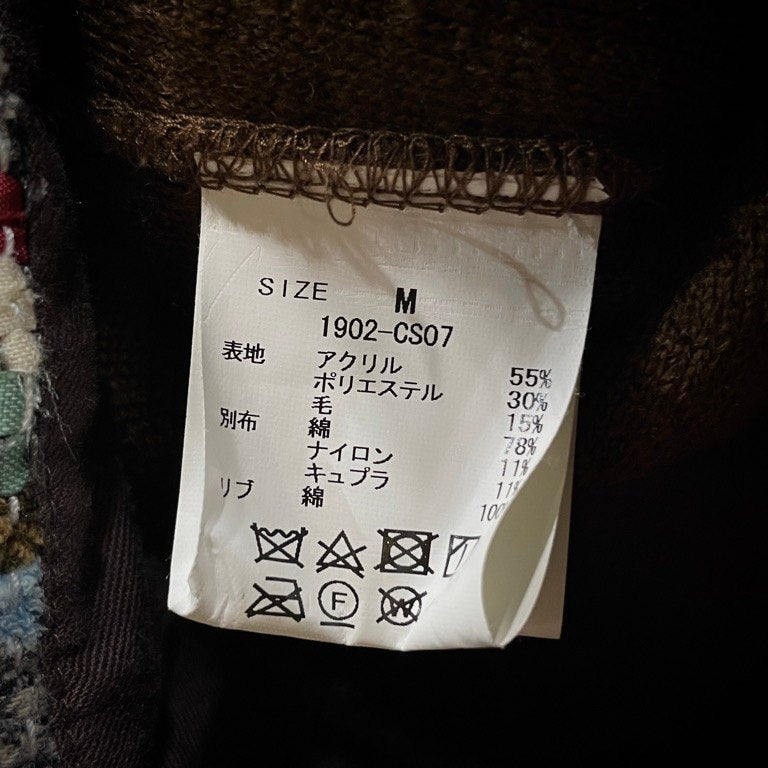 SIZE M
1902-CS07
表地 アクリル 55%
ポリエステル 30%
毛 15%
別布 綿 78%
ナイロン 11%
キュプラ 11%
リブ 綿 100%
F
W